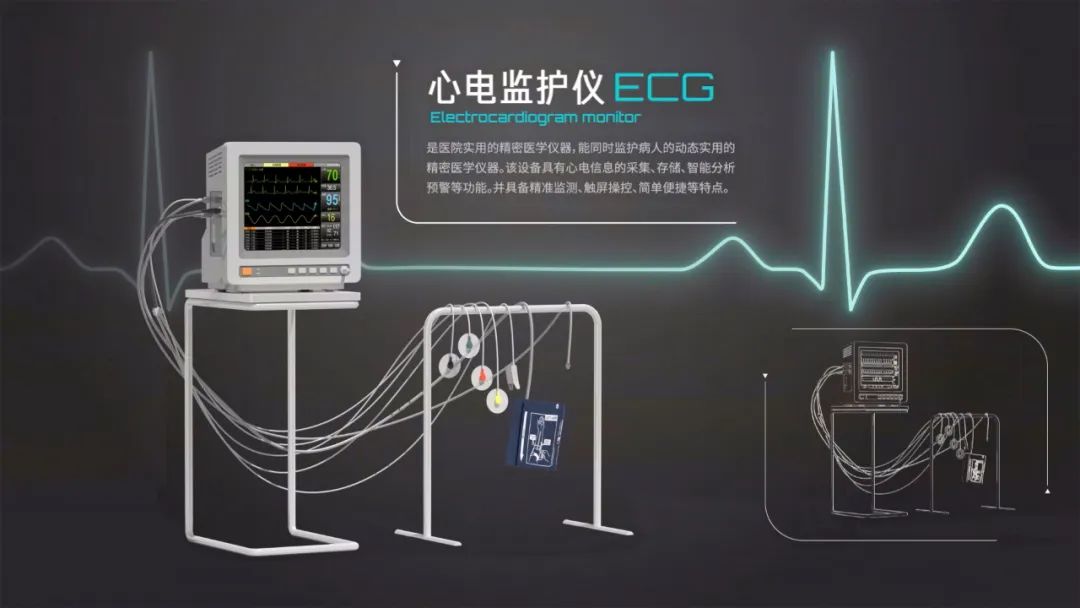 心电监护仪 ECG
Electrocardiogram monitor
是医院实用的精密医学仪器,能同时监护病人的动态实用的
精密医学仪器。该设备具有心电信息的采集、存储、智能分析
预警等功能。并具备精准监测、触屏操控、简单便捷等特点。
70
36.5
95
16